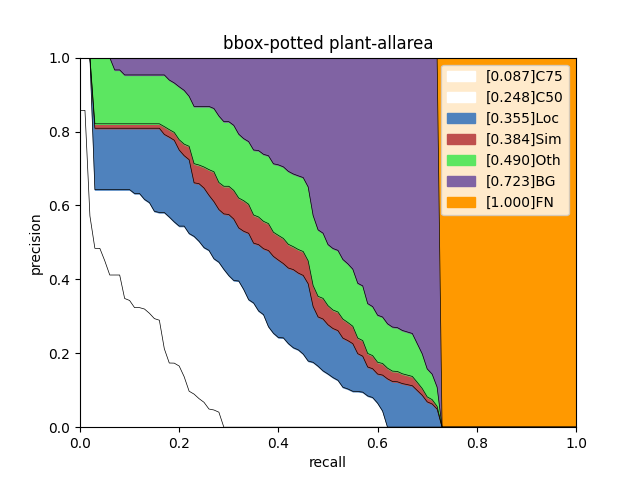 bbox-potted plant-allarea
1.0
0.8
0.6
0.4
0.2
0.0
precision
[0.087]C75
[0.248]C50
[0.355]Loc
[0.384]Sim
[0.490]Oth
[0.723]BG
[1.000]FN
0.0 0.2 0.4 0.6 0.8 1.0
recall